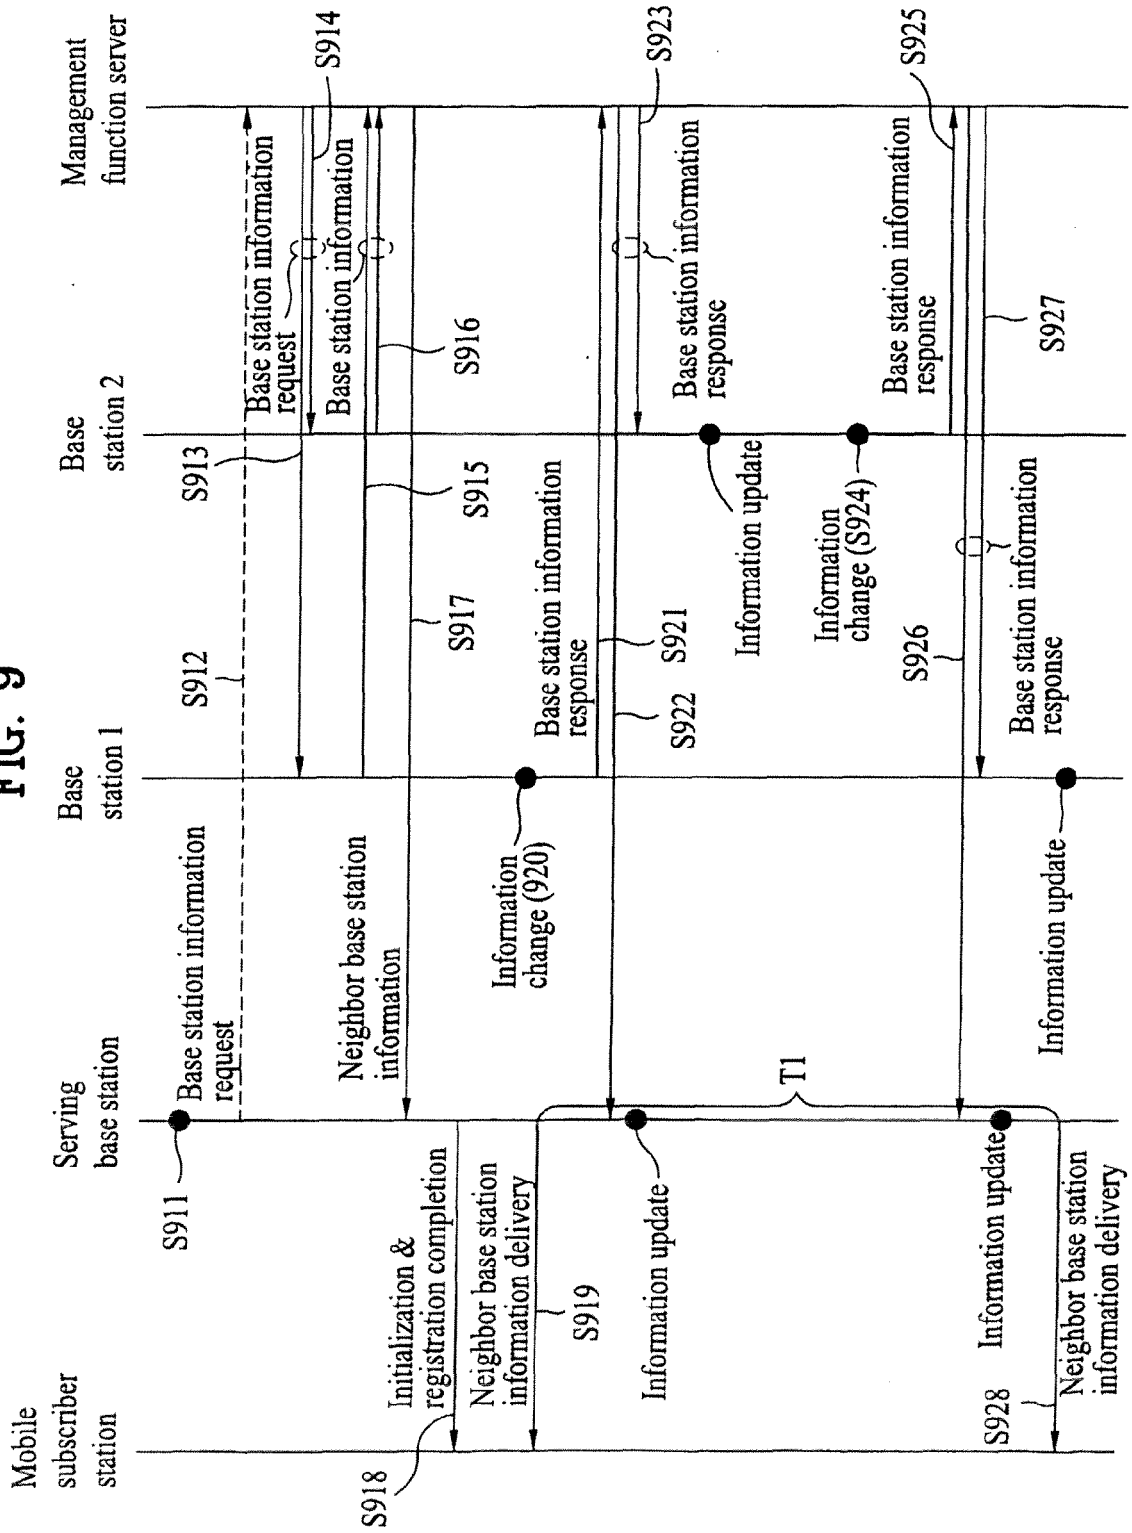 FIG. 9
Mobile
subscriber
station
Serving
base station
Base
station 1
Base
station 2
Management
function server
S911
Base station information
request
S912
S913
Base station information
request
S914
Base station information
S915
S916
Neighbor base station
information
S917
Initialization &
registration completion
S918
Neighbor base station
information delivery
S919
Information
change (920)
Base station information
response
S921
S922
S923
Base station information
response
Information update
Information update
T1
Information
change (S924)
Base station information
response
S925
S926
S927
Base station information
response
Information update
Information update
S928
Neighbor base station
information delivery